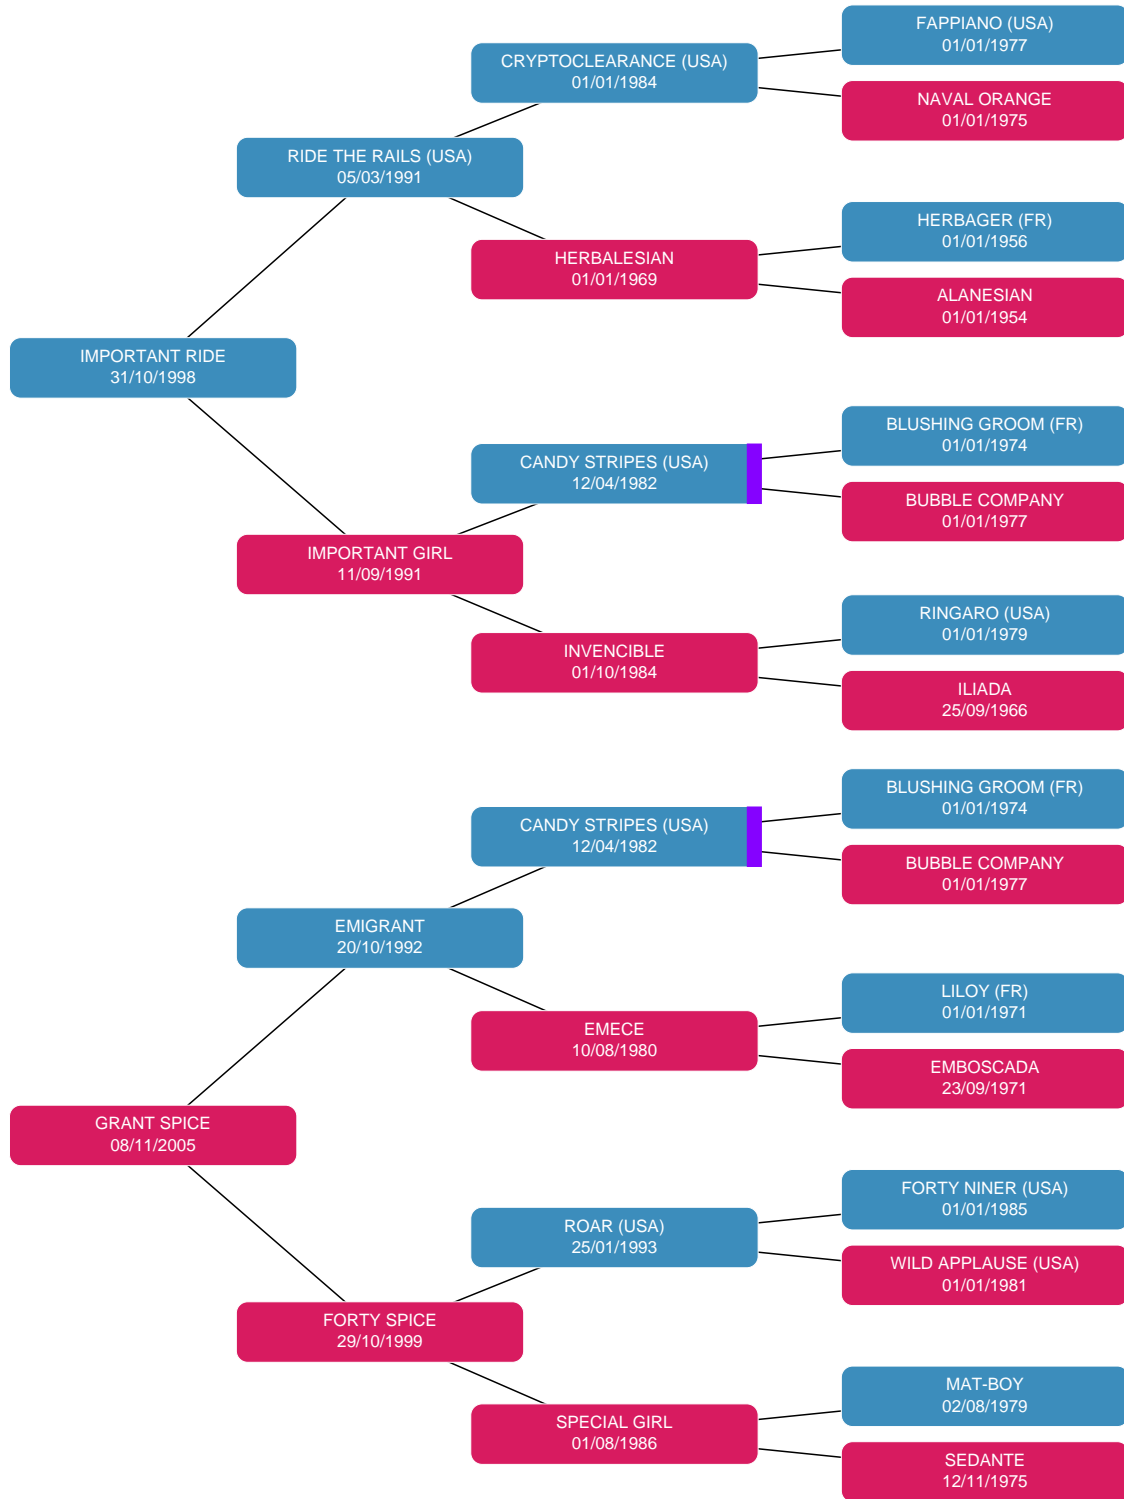 FAPPIANO (USA)
01/01/1977
CRYPTOCLEARANCE (USA)
01/01/1984
NAVAL ORANGE
01/01/1975
RIDE THE RAILS (USA)
05/03/1991
HERBAGER (FR)
01/01/1956
HERBALESIAN
01/01/1969
ALANESIAN
01/01/1954
IMPORTANT RIDE
31/10/1998
BLUSHING GROOM (FR)
01/01/1974
CANDY STRIPES (USA)
12/04/1982
BUBBLE COMPANY
01/01/1977
IMPORTANT GIRL
11/09/1991
RINGARO (USA)
01/01/1979
INVENCIBLE
01/10/1984
ILIADA
25/09/1966
BLUSHING GROOM (FR)
01/01/1974
CANDY STRIPES (USA)
12/04/1982
BUBBLE COMPANY
01/01/1977
EMIGRANT
20/10/1992
LILOY (FR)
01/01/1971
EMECE
10/08/1980
EMBOSCADA
23/09/1971
GRANT SPICE
08/11/2005
FORTY NINER (USA)
01/01/1985
ROAR (USA)
25/01/1993
WILD APPLAUSE (USA)
01/01/1981
FORTY SPICE
29/10/1999
MAT-BOY
02/08/1979
SPECIAL GIRL
01/08/1986
SEDANTE
12/11/1975